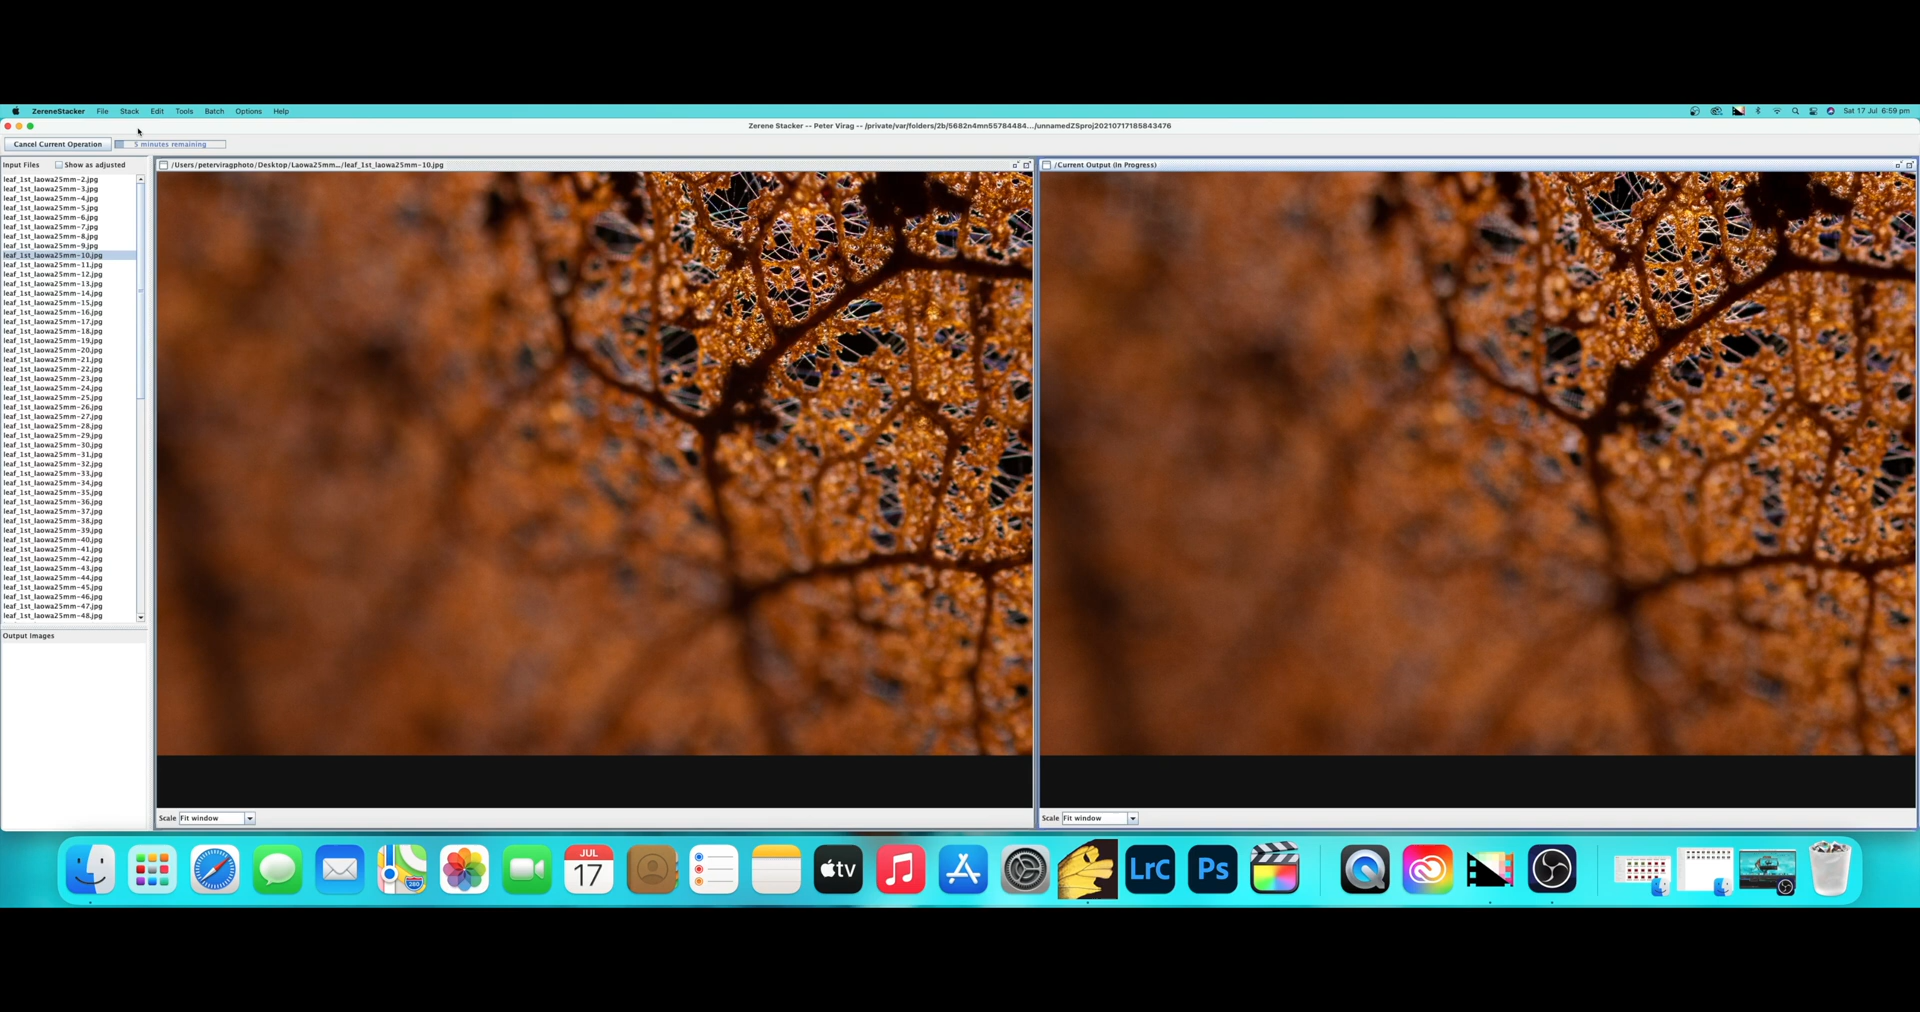 ZereneStacker File Stack Edit Tools Batch Options Help Sat 17 Jul 6:59 pm
Zerene Stacker -- Peter Virag -- /private/var/folders/2b/5682n4mn55784484.../unnamedZSproj20210717185843476
Cancel Current Operation 5 minutes remaining
Input Files Show as adjusted
/Users/peterviragphoto/Desktop/Laowa25mm.../leaf_1st_laowa25mm-10.jpg
/Current Output (In Progress)
leaf_1st_laowa25mm-2.jpg
leaf_1st_laowa25mm-3.jpg
leaf_1st_laowa25mm-4.jpg
leaf_1st_laowa25mm-5.jpg
leaf_1st_laowa25mm-6.jpg
leaf_1st_laowa25mm-7.jpg
leaf_1st_laowa25mm-8.jpg
leaf_1st_laowa25mm-9.jpg
leaf_1st_laowa25mm-10.jpg
leaf_1st_laowa25mm-11.jpg
leaf_1st_laowa25mm-12.jpg
leaf_1st_laowa25mm-13.jpg
leaf_1st_laowa25mm-14.jpg
leaf_1st_laowa25mm-15.jpg
leaf_1st_laowa25mm-16.jpg
leaf_1st_laowa25mm-17.jpg
leaf_1st_laowa25mm-18.jpg
leaf_1st_laowa25mm-19.jpg
leaf_1st_laowa25mm-20.jpg
leaf_1st_laowa25mm-21.jpg
leaf_1st_laowa25mm-22.jpg
leaf_1st_laowa25mm-23.jpg
leaf_1st_laowa25mm-24.jpg
leaf_1st_laowa25mm-25.jpg
leaf_1st_laowa25mm-26.jpg
leaf_1st_laowa25mm-27.jpg
leaf_1st_laowa25mm-28.jpg
leaf_1st_laowa25mm-29.jpg
leaf_1st_laowa25mm-30.jpg
leaf_1st_laowa25mm-31.jpg
leaf_1st_laowa25mm-32.jpg
leaf_1st_laowa25mm-33.jpg
leaf_1st_laowa25mm-34.jpg
leaf_1st_laowa25mm-35.jpg
leaf_1st_laowa25mm-36.jpg
leaf_1st_laowa25mm-37.jpg
leaf_1st_laowa25mm-38.jpg
leaf_1st_laowa25mm-39.jpg
leaf_1st_laowa25mm-40.jpg
leaf_1st_laowa25mm-41.jpg
leaf_1st_laowa25mm-42.jpg
leaf_1st_laowa25mm-43.jpg
leaf_1st_laowa25mm-44.jpg
leaf_1st_laowa25mm-45.jpg
leaf_1st_laowa25mm-46.jpg
leaf_1st_laowa25mm-47.jpg
leaf_1st_laowa25mm-48.jpg
Output Images
Scale Fit window
Scale Fit window
280
JUL
17
tv
LrC
Ps